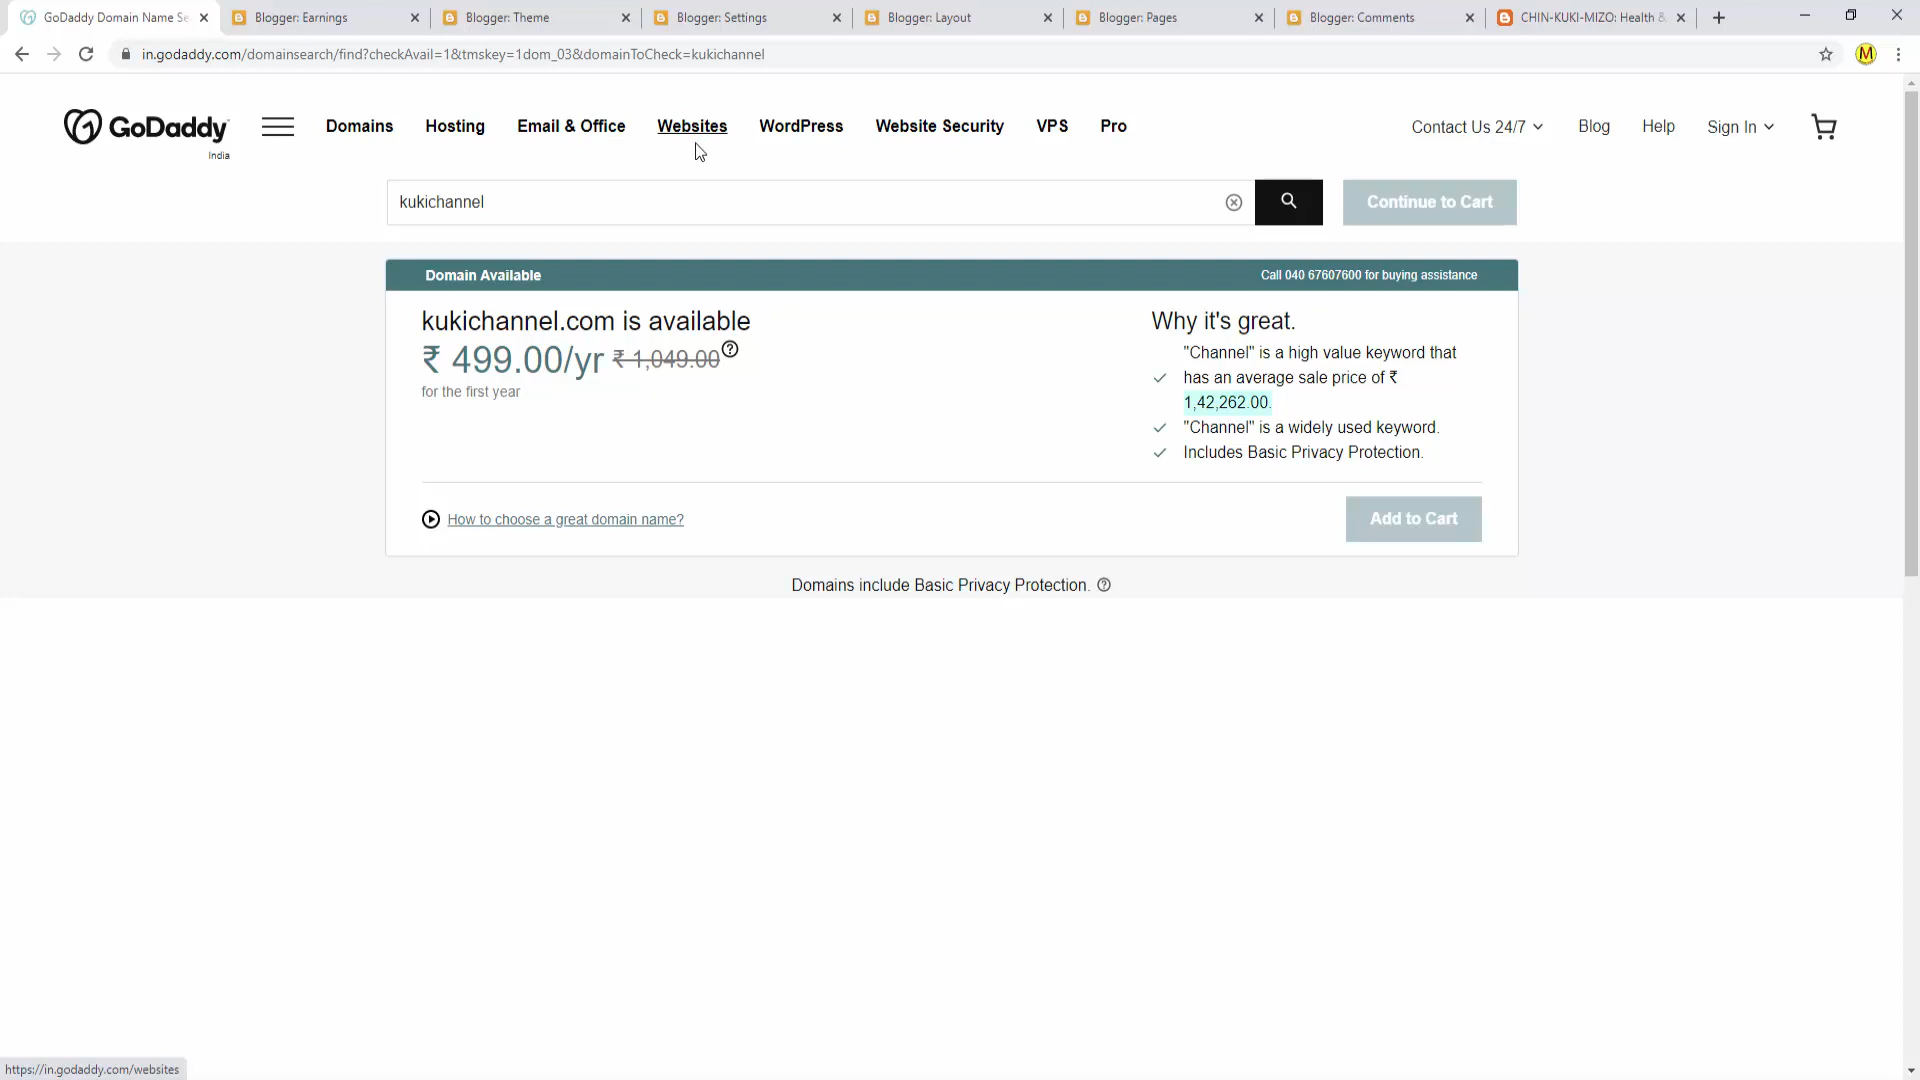 GoDaddy Domain Name Se
Blogger: Earnings
Blogger: Theme
Blogger: Settings
Blogger: Layout
Blogger: Pages
Blogger: Comments
CHIN-KUKI-MIZO: Health &
in.godaddy.com/domainsearch/find?checkAvail=1&tmskey=1dom_03&domainToCheck=kukichannel
M
GoDaddy
India
Domains
Hosting
Email & Office
Websites
WordPress
Website Security
VPS
Pro
Contact Us 24/7
Blog
Help
Sign In
kukichannel
Continue to Cart
Domain Available
Call 040 67607600 for buying assistance
kukichannel.com is available
₹ 499.00/yr ₹ 1,049.00
for the first year
Why it's great.
"Channel" is a high value keyword that
has an average sale price of ₹
1,42,262.00.
"Channel" is a widely used keyword.
Includes Basic Privacy Protection.
How to choose a great domain name?
Add to Cart
Domains include Basic Privacy Protection.
https://in.godaddy.com/websites